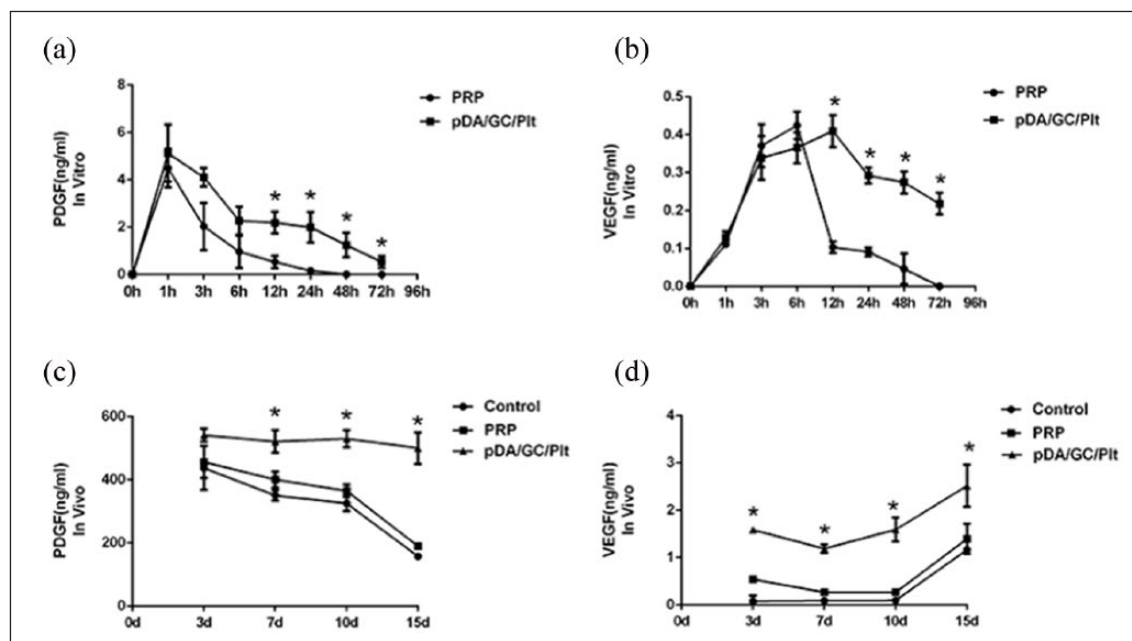 (a)
8
6
4
2
0
PDGF(ng/ml)
In Vitro
PRP
pDA/GC/Plt
* * * *
0h 1h 3h 6h 12h 24h 48h 72h 96h
(b)
0.5
0.4
0.3
0.2
0.1
0.0
VEGF(ng/ml)
In Vitro
PRP
pDA/GC/Plt
* * * *
0h 1h 3h 6h 12h 24h 48h 72h 96h
(c)
600
400
200
0
PDGF(ng/ml)
In Vivo
Control
PRP
pDA/GC/Plt
* * *
0d 3d 7d 10d 15d
(d)
4
3
2
1
0
VEGF(ng/ml)
In Vivo
Control
PRP
pDA/GC/Plt
* * * *
0d 3d 7d 10d 15d